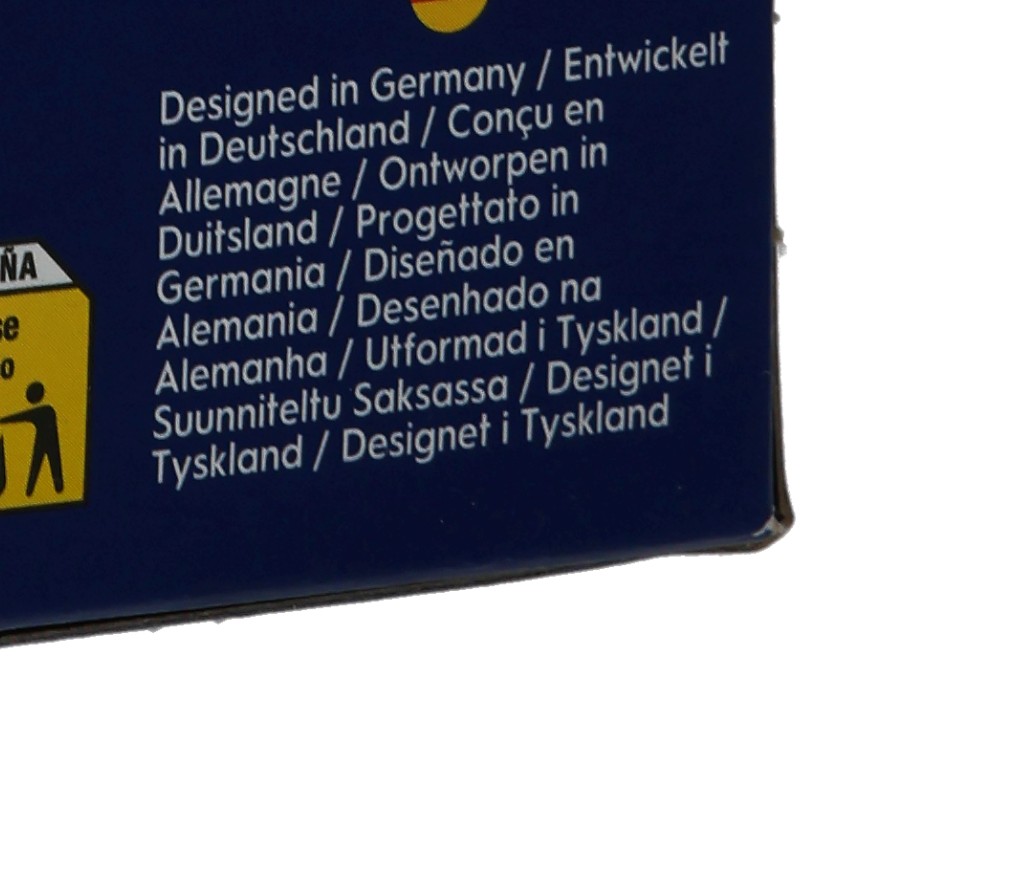 Designed in Germany / Entwickelt
in Deutschland / Conçu en
Allemagne / Ontworpen in
Duitsland / Progettato in
Germania / Diseñado en
Alemania / Desenhado na
Alemanha / Utformad i Tyskland /
Suunniteltu Saksassa / Designet i
Tyskland / Designet i Tyskland